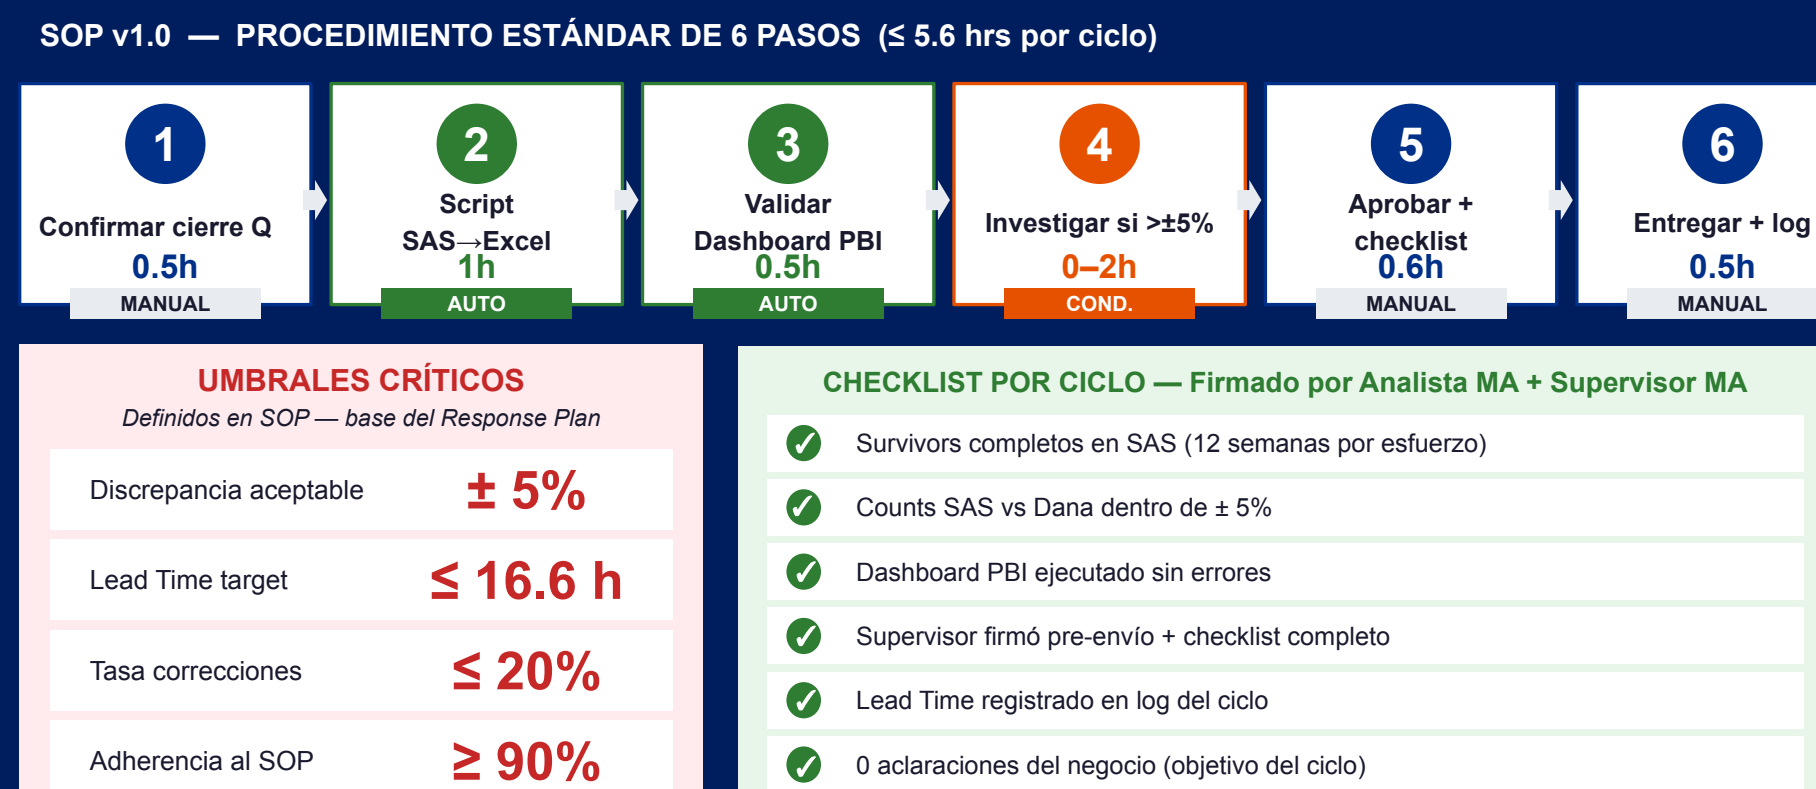 SOP v1.0 — PROCEDIMIENTO ESTÁNDAR DE 6 PASOS (≤ 5.6 hrs por ciclo)
1
Confirmar cierre Q
0.5h
MANUAL
2
Script
SAS→Excel
1h
AUTO
3
Validar
Dashboard PBI
0.5h
AUTO
4
Investigar si >±5%
0–2h
COND.
5
Aprobar +
checklist
0.6h
MANUAL
6
Entregar + log
0.5h
MANUAL
UMBRALES CRÍTICOS
Definidos en SOP — base del Response Plan
Discrepancia aceptable ± 5%
Lead Time target ≤ 16.6 h
Tasa correcciones ≤ 20%
Adherencia al SOP ≥ 90%
CHECKLIST POR CICLO — Firmado por Analista MA + Supervisor MA
✓ Survivors completos en SAS (12 semanas por esfuerzo)
✓ Counts SAS vs Dana dentro de ± 5%
✓ Dashboard PBI ejecutado sin errores
✓ Supervisor firmó pre-envío + checklist completo
✓ Lead Time registrado en log del ciclo
✓ 0 aclaraciones del negocio (objetivo del ciclo)